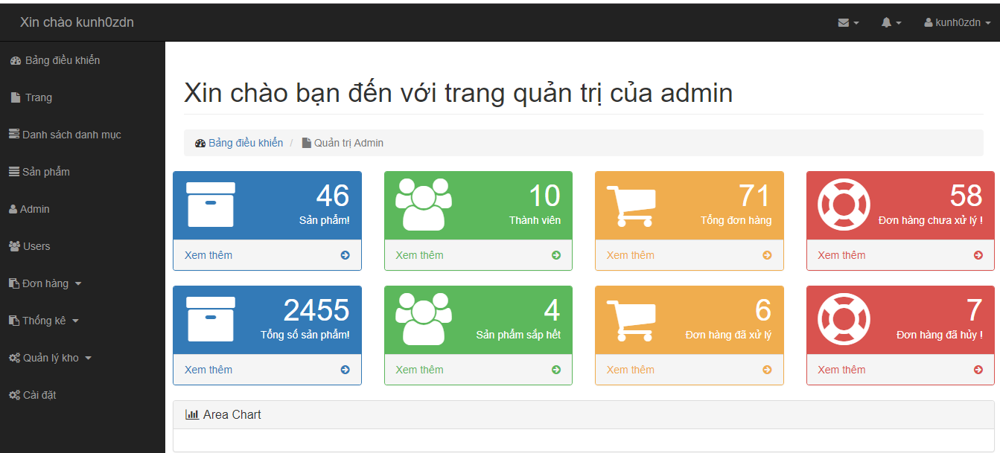 Xin chào kunh0zdn
kunh0zdn
Bảng điều khiển
Trang
Danh sách danh mục
Sản phẩm
Admin
Users
Đơn hàng
Thống kê
Quản lý kho
Cài đặt
Xin chào bạn đến với trang quản trị của admin
Bảng điều khiển / Quản trị Admin
46
Sản phẩm!
Xem thêm
10
Thành viên
Xem thêm
71
Tổng đơn hàng
Xem thêm
58
Đơn hàng chưa xử lý !
Xem thêm
2455
Tổng số sản phẩm!
Xem thêm
4
Sản phẩm sắp hết
Xem thêm
6
Đơn hàng đã xử lý
Xem thêm
7
Đơn hàng đã hủy !
Xem thêm
Area Chart